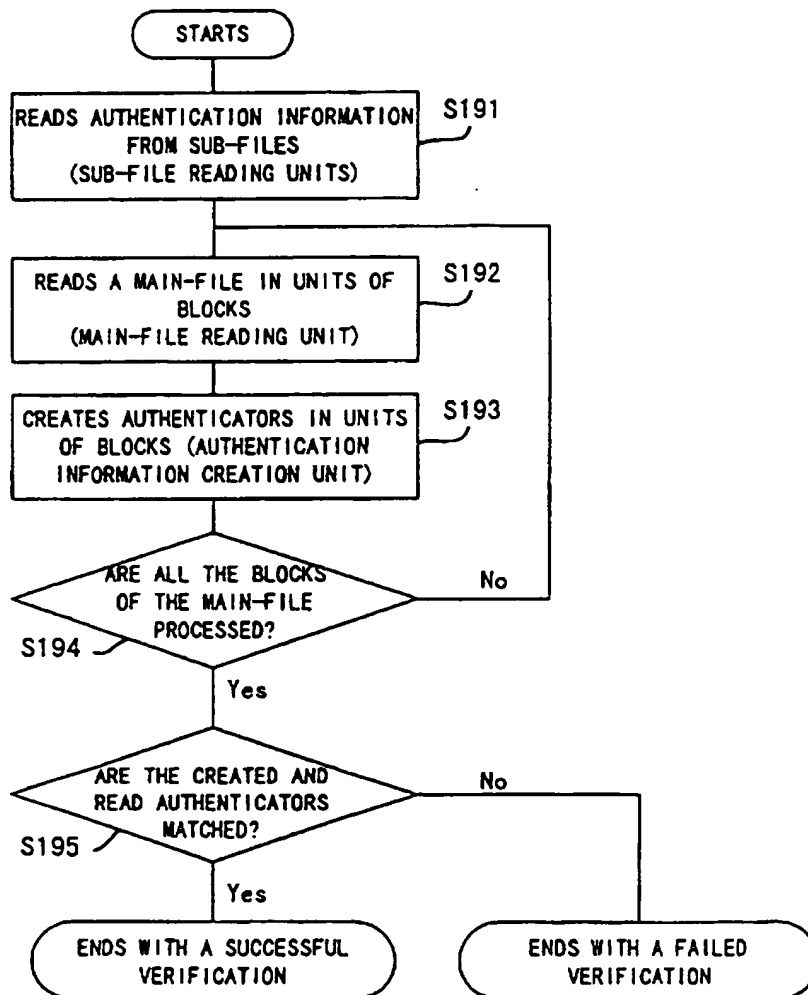 STARTS
READS AUTHENTICATION INFORMATION
FROM SUB-FILES
(SUB-FILE READING UNITS)
S191
READS A MAIN-FILE IN UNITS OF
BLOCKS
(MAIN-FILE READING UNIT)
S192
CREATES AUTHENTICATORS IN UNITS
OF BLOCKS (AUTHENTICATION
INFORMATION CREATION UNIT)
S193
ARE ALL THE BLOCKS
OF THE MAIN-FILE
PROCESSED?
No
S194
Yes
ARE THE CREATED AND
READ AUTHENTICATORS
MATCHED?
No
S195
Yes
ENDS WITH A SUCCESSFUL
VERIFICATION
ENDS WITH A FAILED
VERIFICATION